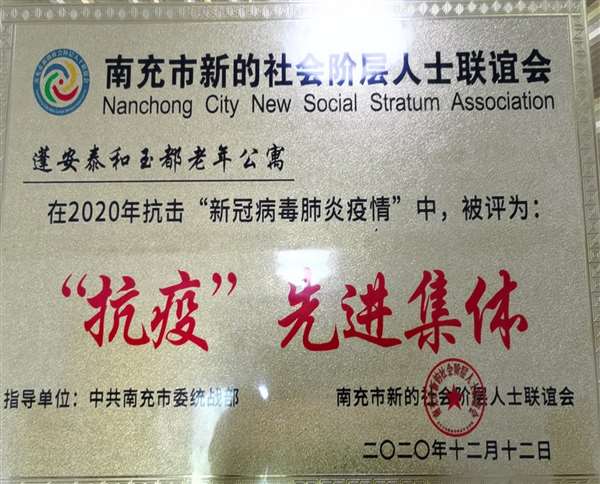 南充市新的社会阶层人士联谊会
Nanchong City New Social Stratum Association
蓬安泰和玉都老年公寓
在2020年抗击“新冠病毒肺炎疫情”中，被评为：
“抗疫”先进集体
指导单位：中共南充市委统战部
南充市新的社会阶层人士联谊会
二〇二〇年十二月十二日